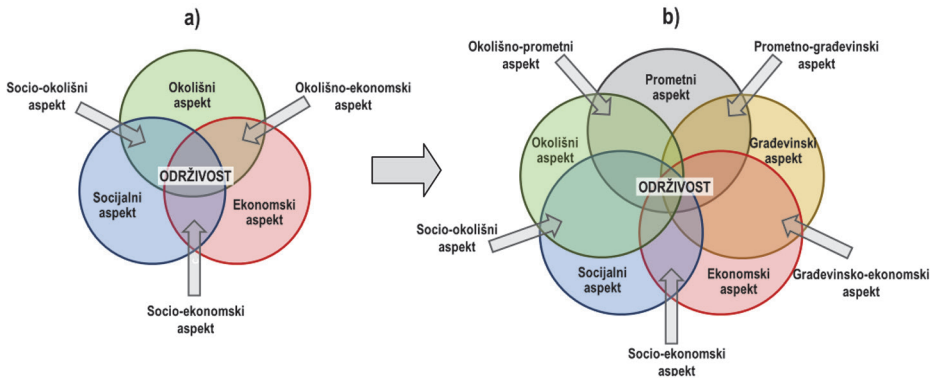 a)
Socio-okolišni
aspekt
Okolišni
aspekt
Okolišno-ekonomski
aspekt
ODRŽIVOST
Socijalni
aspekt
Ekonomski
aspekt
Socio-ekonomski
aspekt
b)
Okolišno-prometni
aspekt
Prometno-građevinski
aspekt
Prometni
aspekt
Okolišni
aspekt
Građevinski
aspekt
ODRŽIVOST
Socio-okolišni
aspekt
Socijalni
aspekt
Ekonomski
aspekt
Građevinsko-ekonomski
aspekt
Socio-ekonomski
aspekt